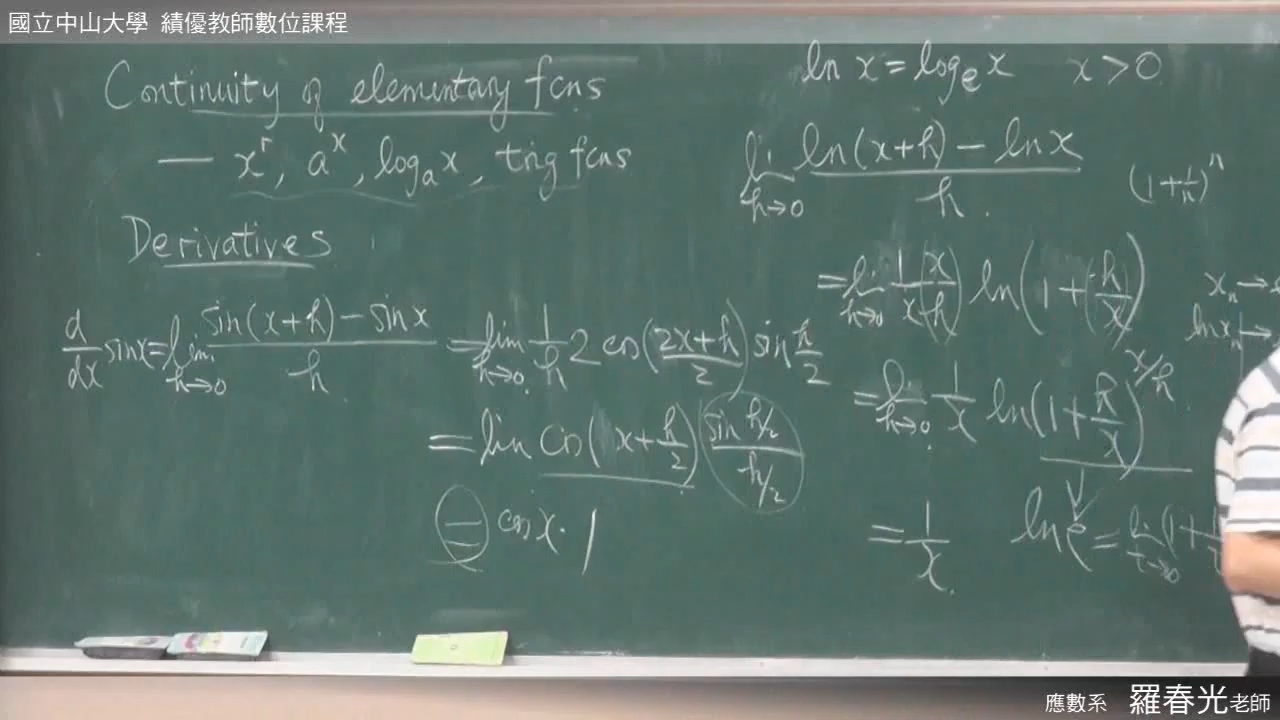 國立中山大學 績優教師數位課程
Continuity of elementary fcns
— x^r, a^x, log_a x, trig fcns
Derivatives
d/dx sin x = lim_{h→0} (sin(x+h) - sin x)/h = lim_{h→0} 1/h 2 cos((2x+h)/2) sin h/2
= lim cos(x + h/2) (sin h/2)/(h/2)
= cos x · 1
ln x = log_e x x > 0
lim_{h→0} (ln(x+h) - ln x)/h
(1 + 1/n)^n
= lim_{h→0} 1/x (x/h) ln(1 + (h/x))
x_n →
ln x_n →
= lim_{h→0} 1/x ln(1 + h/x)^{x/h}
= 1/x
ln e = lim_{t→0} (1 +
應數系 羅春光老師